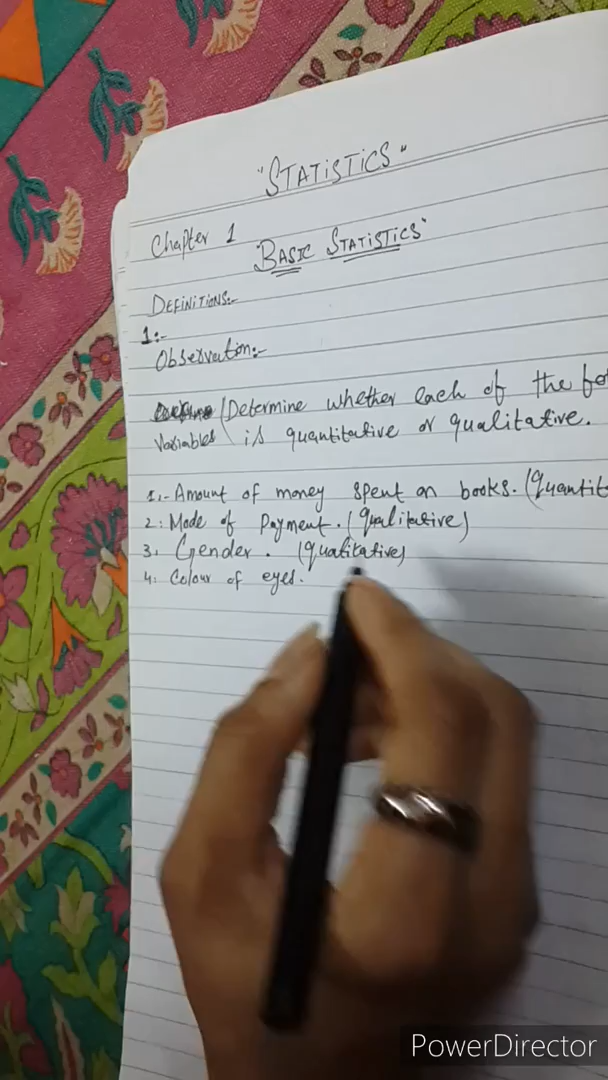 "STATiSTiCS"
Chapter 1
"BASIC STATiSTiCS"
DEFiNiTiONS:-
1:-
Observation:-
(Determine whether each of the fo
Variables is quantitative or qualitative.
1:- Amount of money spent on books. (quantit
2: Mode of Payment. (qualitative)
3: Gender. (qualitative)
4: Colour of eyes.
PowerDirector